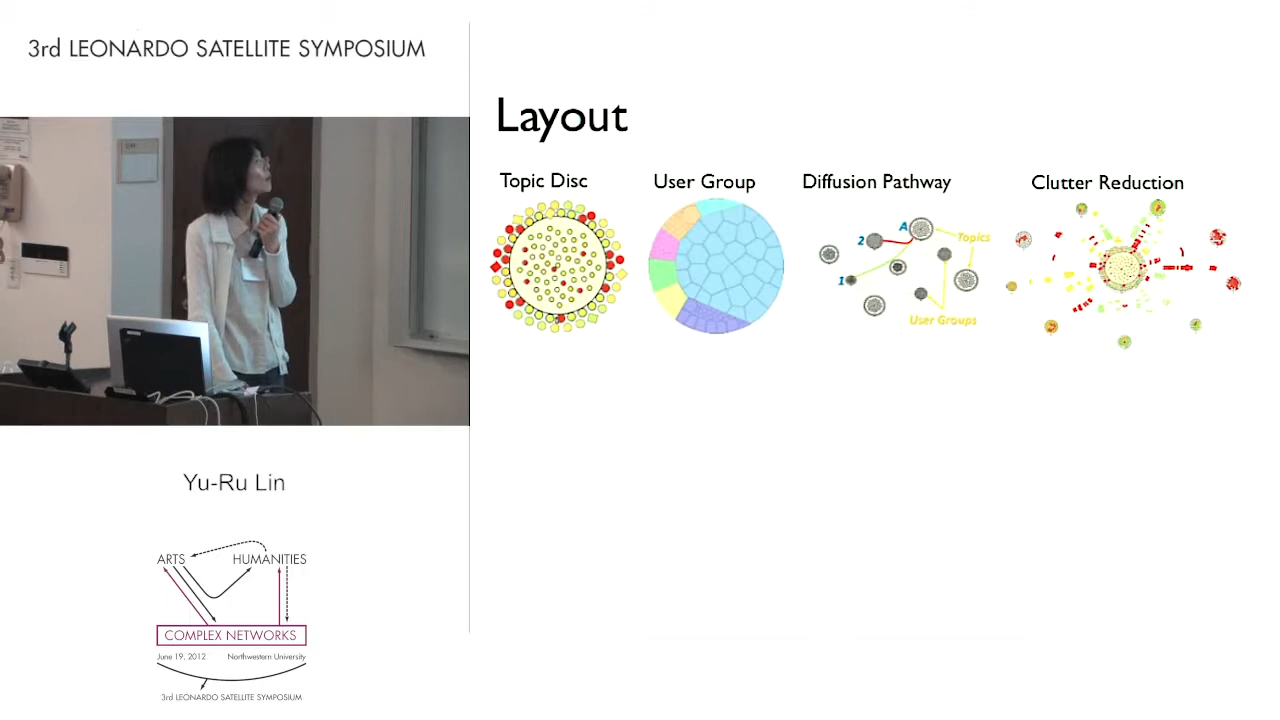 3rd LEONARDO SATELLITE SYMPOSIUM
Layout
Topic Disc
User Group
Diffusion Pathway
Clutter Reduction
A
2
Topics
1
User Groups
Yu-Ru Lin
ARTS
HUMANITIES
COMPLEX NETWORKS
June 19, 2012
Northwestern University
3rd LEONARDO SATELLITE SYMPOSIUM